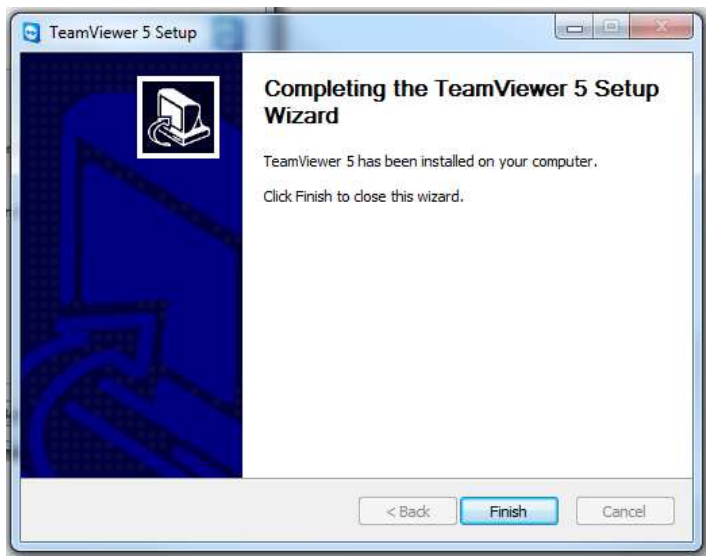 TeamViewer 5 Setup
Completing the TeamViewer 5 Setup
Wizard
TeamViewer 5 has been installed on your computer.
Click Finish to close this wizard.
< Back
Finish
Cancel